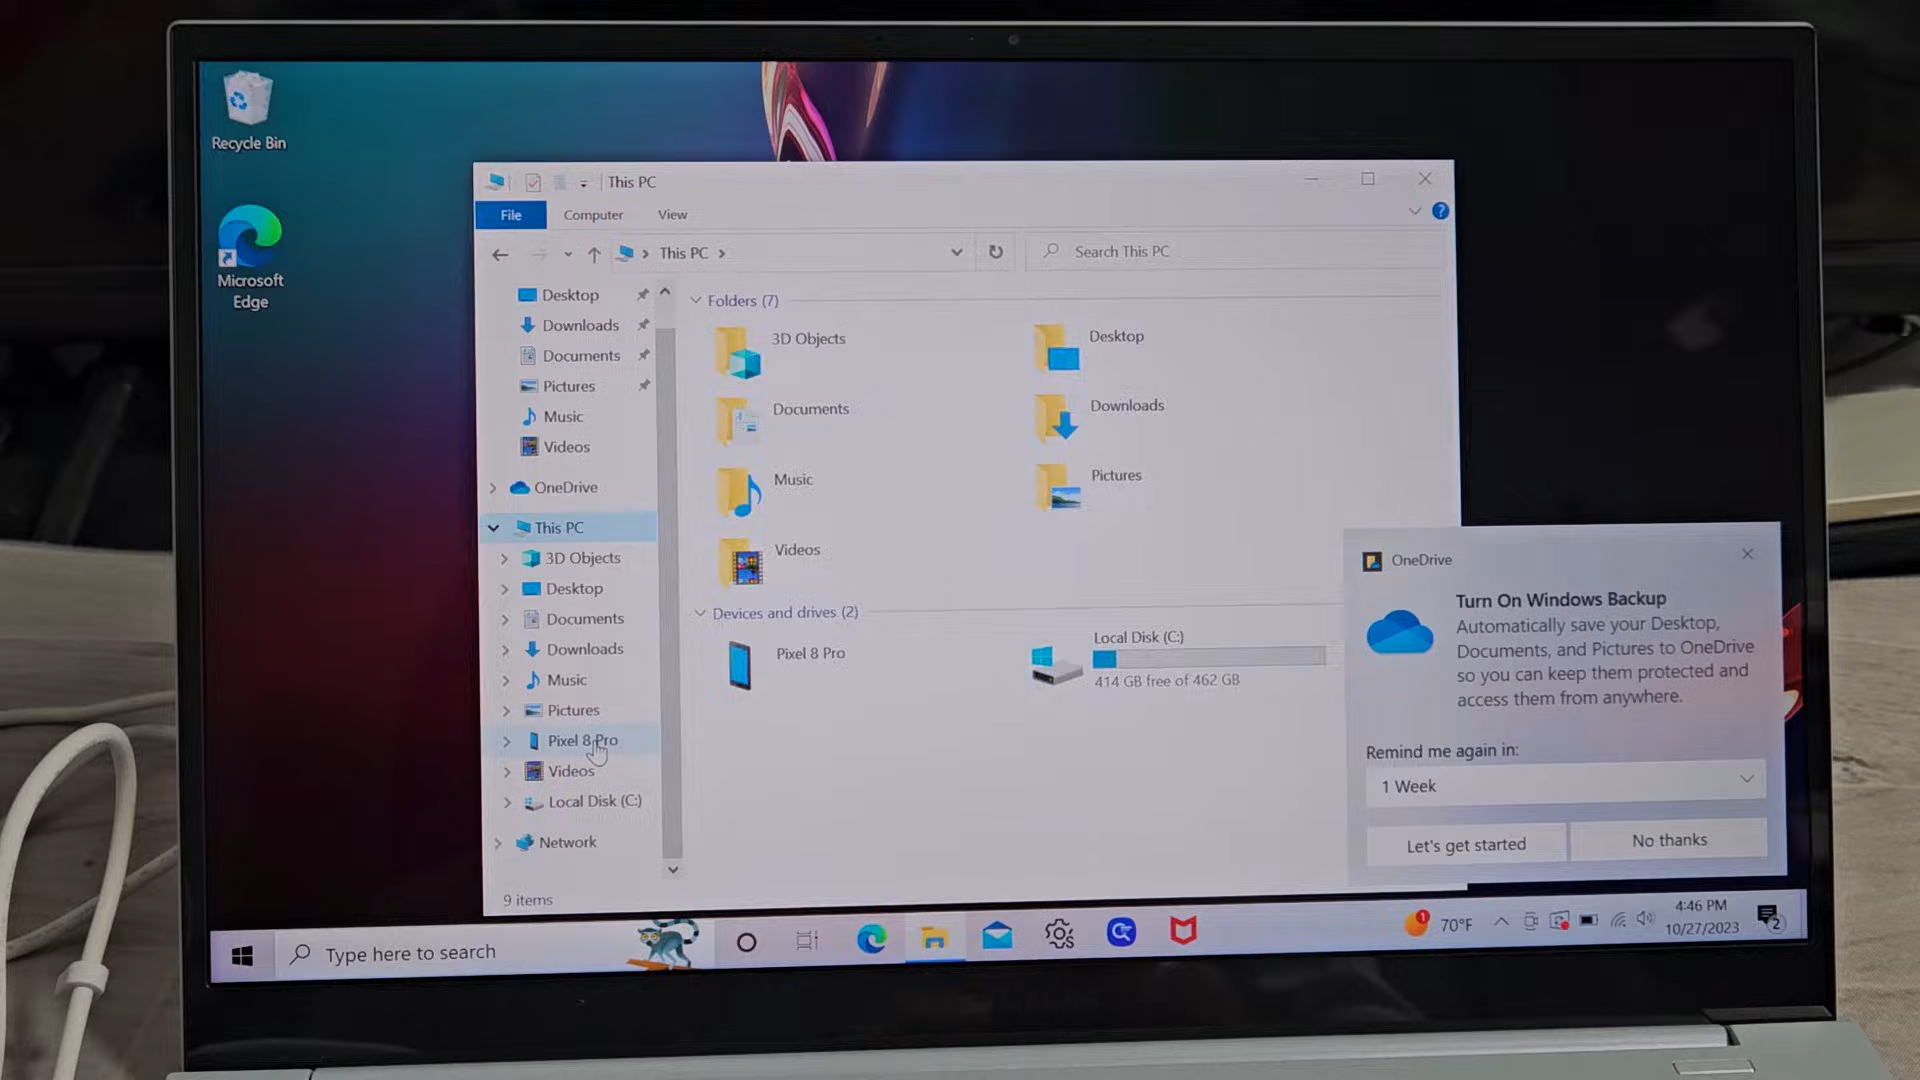 Recycle Bin
Microsoft
Edge
This PC
File
Computer
View
This PC
Search This PC
Desktop
Downloads
Documents
Pictures
Music
Videos
OneDrive
This PC
3D Objects
Desktop
Documents
Downloads
Music
Pictures
Pixel 8 Pro
Videos
Local Disk (C:)
Network
Folders (7)
3D Objects
Desktop
Documents
Downloads
Music
Pictures
Videos
Devices and drives (2)
Pixel 8 Pro
Local Disk (C:)
414 GB free of 462 GB
9 items
OneDrive
Turn On Windows Backup
Automatically save your Desktop,
Documents, and Pictures to OneDrive
so you can keep them protected and
access them from anywhere.
Remind me again in:
1 Week
Let's get started
No thanks
Type here to search
1
70°F
4:46 PM
10/27/2023
2